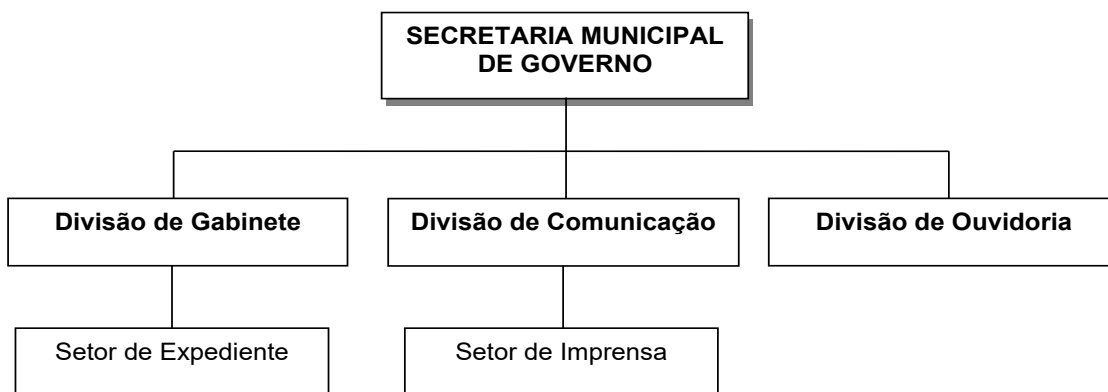 SECRETARIA MUNICIPAL
DE GOVERNO
Divisão de Gabinete
Divisão de Comunicação
Divisão de Ouvidoria
Setor de Expediente
Setor de Imprensa